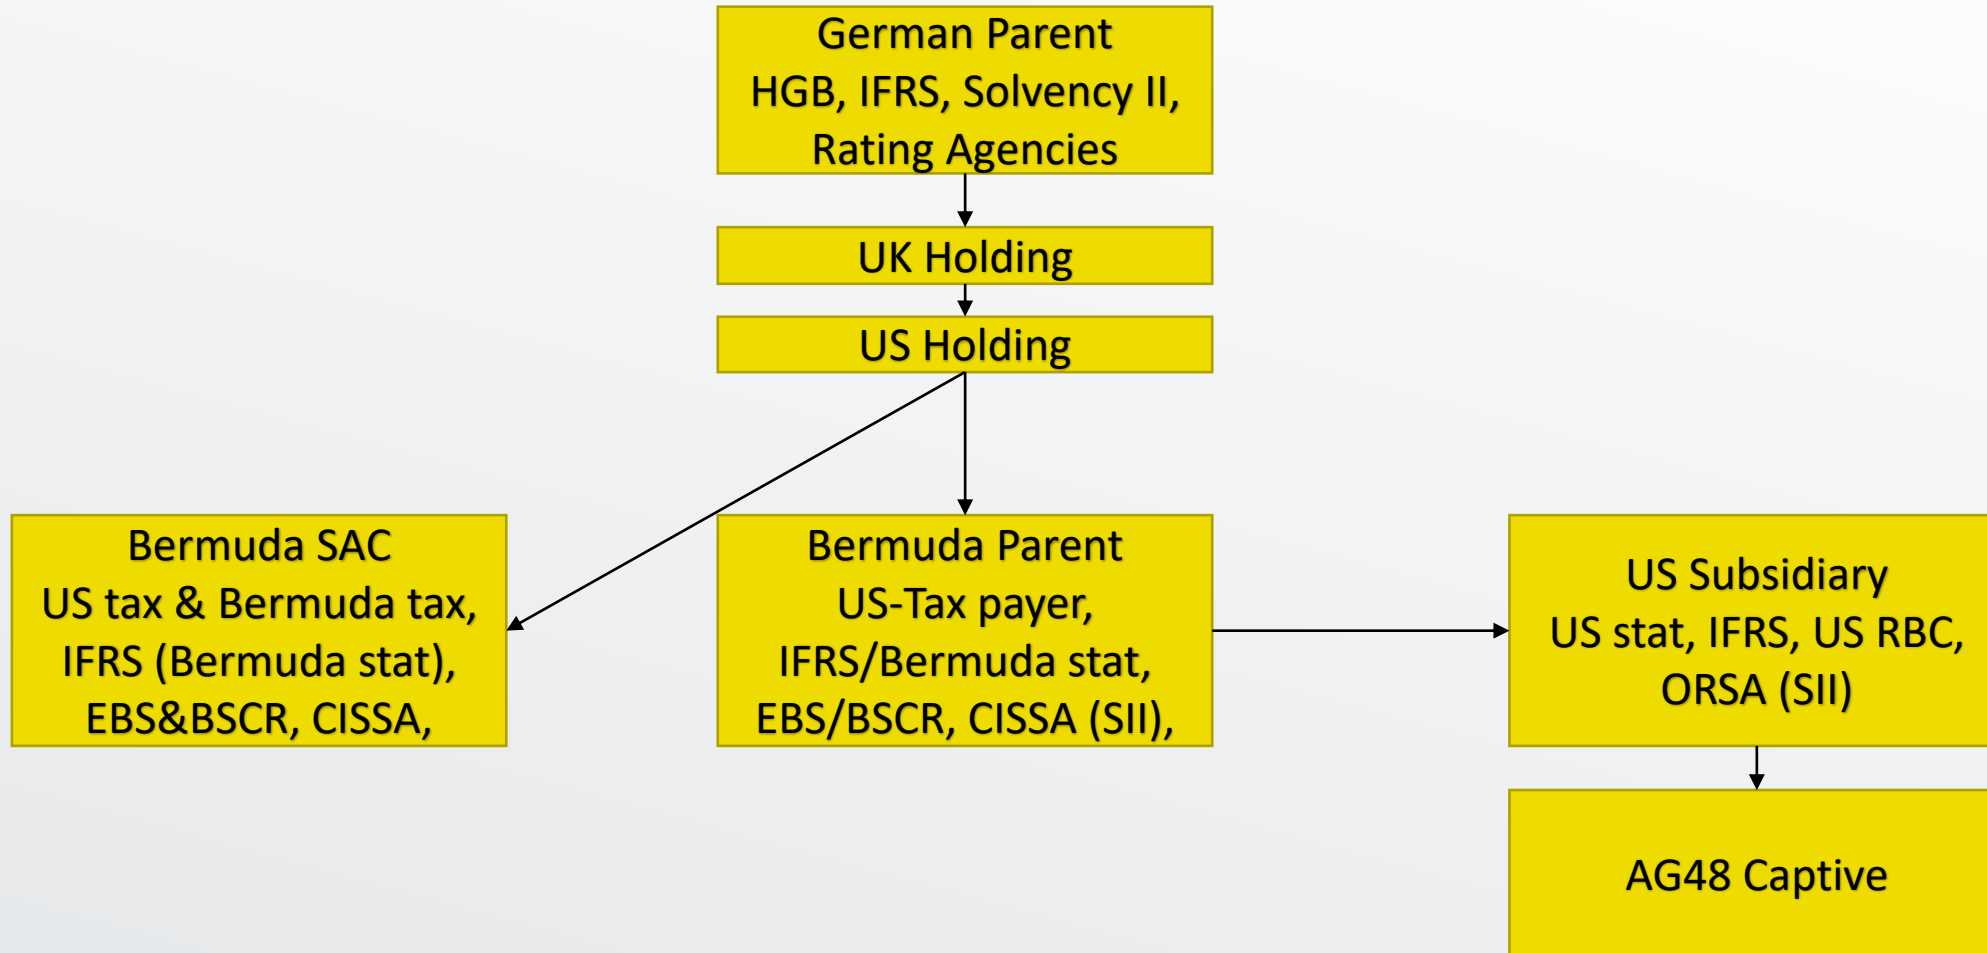 German Parent
HGB, IFRS, Solvency II,
Rating Agencies
UK Holding
US Holding
Bermuda SAC
US tax & Bermuda tax,
IFRS (Bermuda stat),
EBS&BSCR, CISSA,
Bermuda Parent
US-Tax payer,
IFRS/Bermuda stat,
EBS/BSCR, CISSA (SII),
US Subsidiary
US stat, IFRS, US RBC,
ORSA (SII)
AG48 Captive